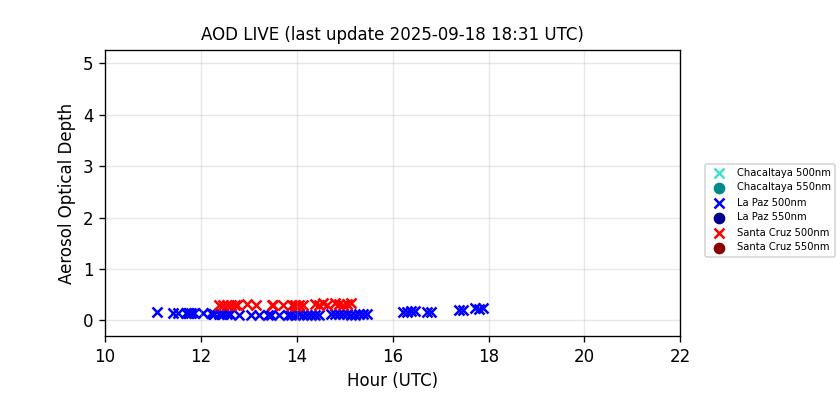 AOD LIVE (last update 2025-09-18 18:31 UTC)
Aerosol Optical Depth
5
4
3
2
1
0
10 12 14 16 18 20 22
Hour (UTC)
Chacaltaya 500nm
Chacaltaya 550nm
La Paz 500nm
La Paz 550nm
Santa Cruz 500nm
Santa Cruz 550nm